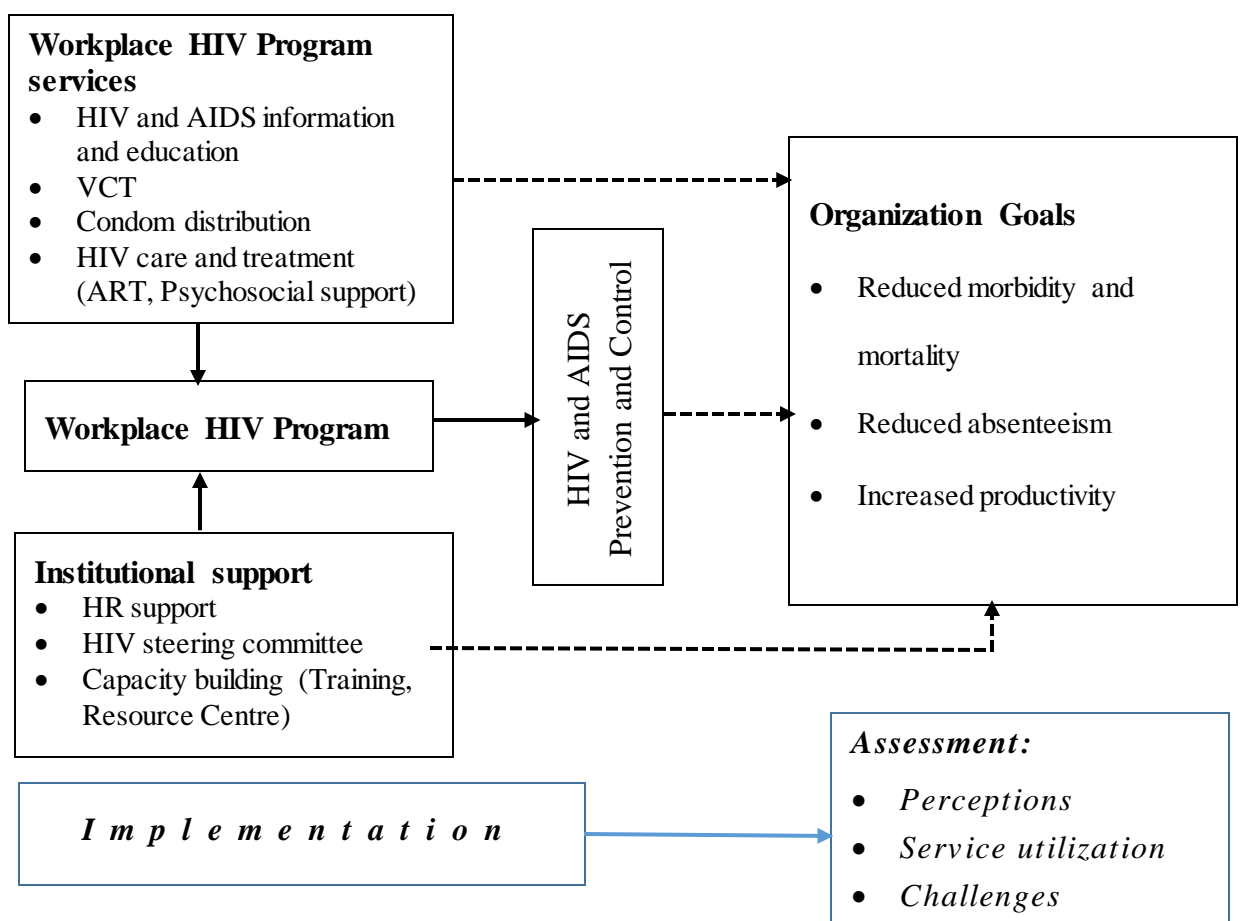 Workplace HIV Program
services
• HIV and AIDS information
and education
• VCT
• Condom distribution
• HIV care and treatment
(ART, Psychosocial support)
Workplace HIV Program
Institutional support
• HR support
• HIV steering committee
• Capacity building (Training,
Resource Centre)
HIV and AIDS
Prevention and Control
Organization Goals
• Reduced morbidity and
mortality
• Reduced absenteeism
• Increased productivity
Implementation
Assessment:
• Perceptions
• Service utilization
• Challenges